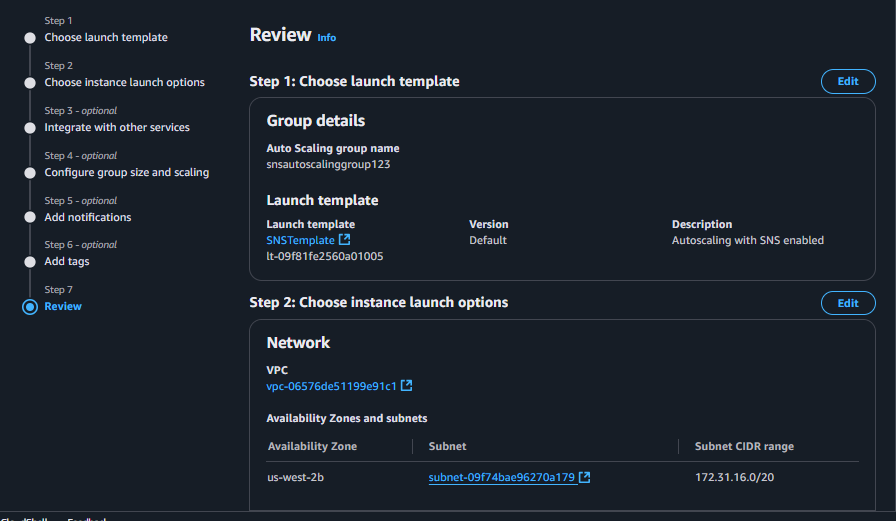 Step 1
Choose launch template
Step 2
Choose instance launch options
Step 3 - optional
Integrate with other services
Step 4 - optional
Configure group size and scaling
Step 5 - optional
Add notifications
Step 6 - optional
Add tags
Step 7
Review
Review Info
Step 1: Choose launch template Edit
Group details
Auto Scaling group name
snsautoscalinggroup123
Launch template
Launch template Version Description
SNSTemplate Default Autoscaling with SNS enabled
lt-09f81fe2560a01005
Step 2: Choose instance launch options Edit
Network
VPC
vpc-06576de51199e91c1
Availability Zones and subnets
Availability Zone Subnet Subnet CIDR range
us-west-2b subnet-09f74bae96270a179 172.31.16.0/20